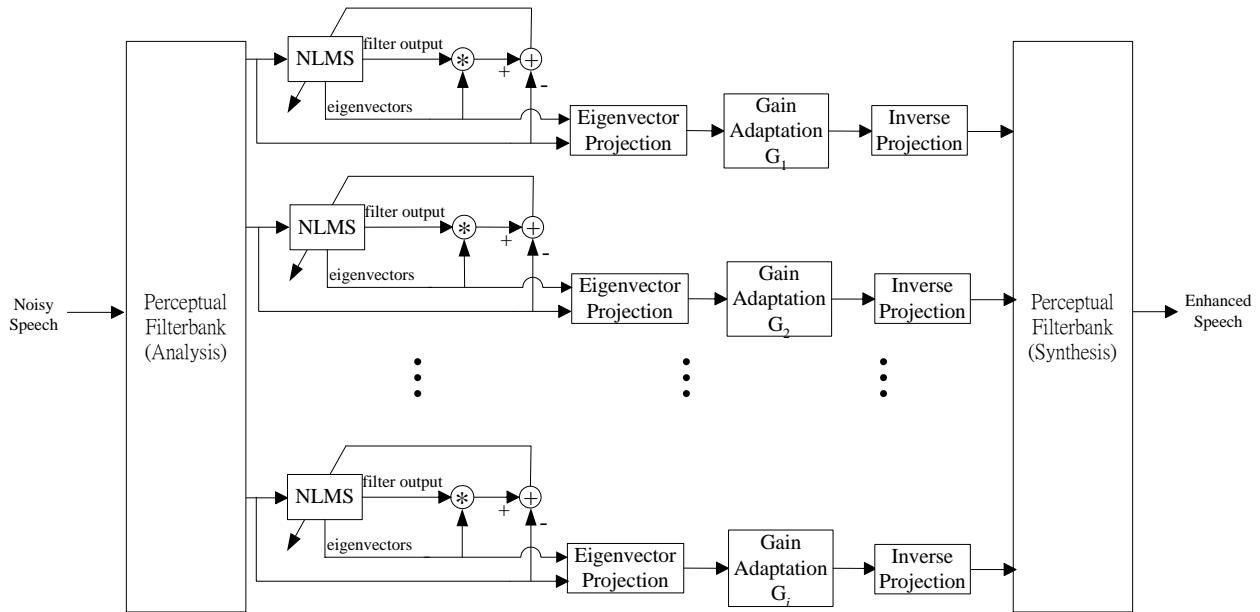 Noisy
Speech
Perceptual
Filterbank
(Analysis)
NLMS
filter output
*
+
+
-
eigenvectors
Eigenvector
Projection
Gain
Adaptation
G1
Inverse
Projection
NLMS
filter output
*
+
+
-
eigenvectors
Eigenvector
Projection
Gain
Adaptation
G2
Inverse
Projection
NLMS
filter output
*
+
+
-
eigenvectors
Eigenvector
Projection
Gain
Adaptation
Gi
Inverse
Projection
Perceptual
Filterbank
(Synthesis)
Enhanced
Speech